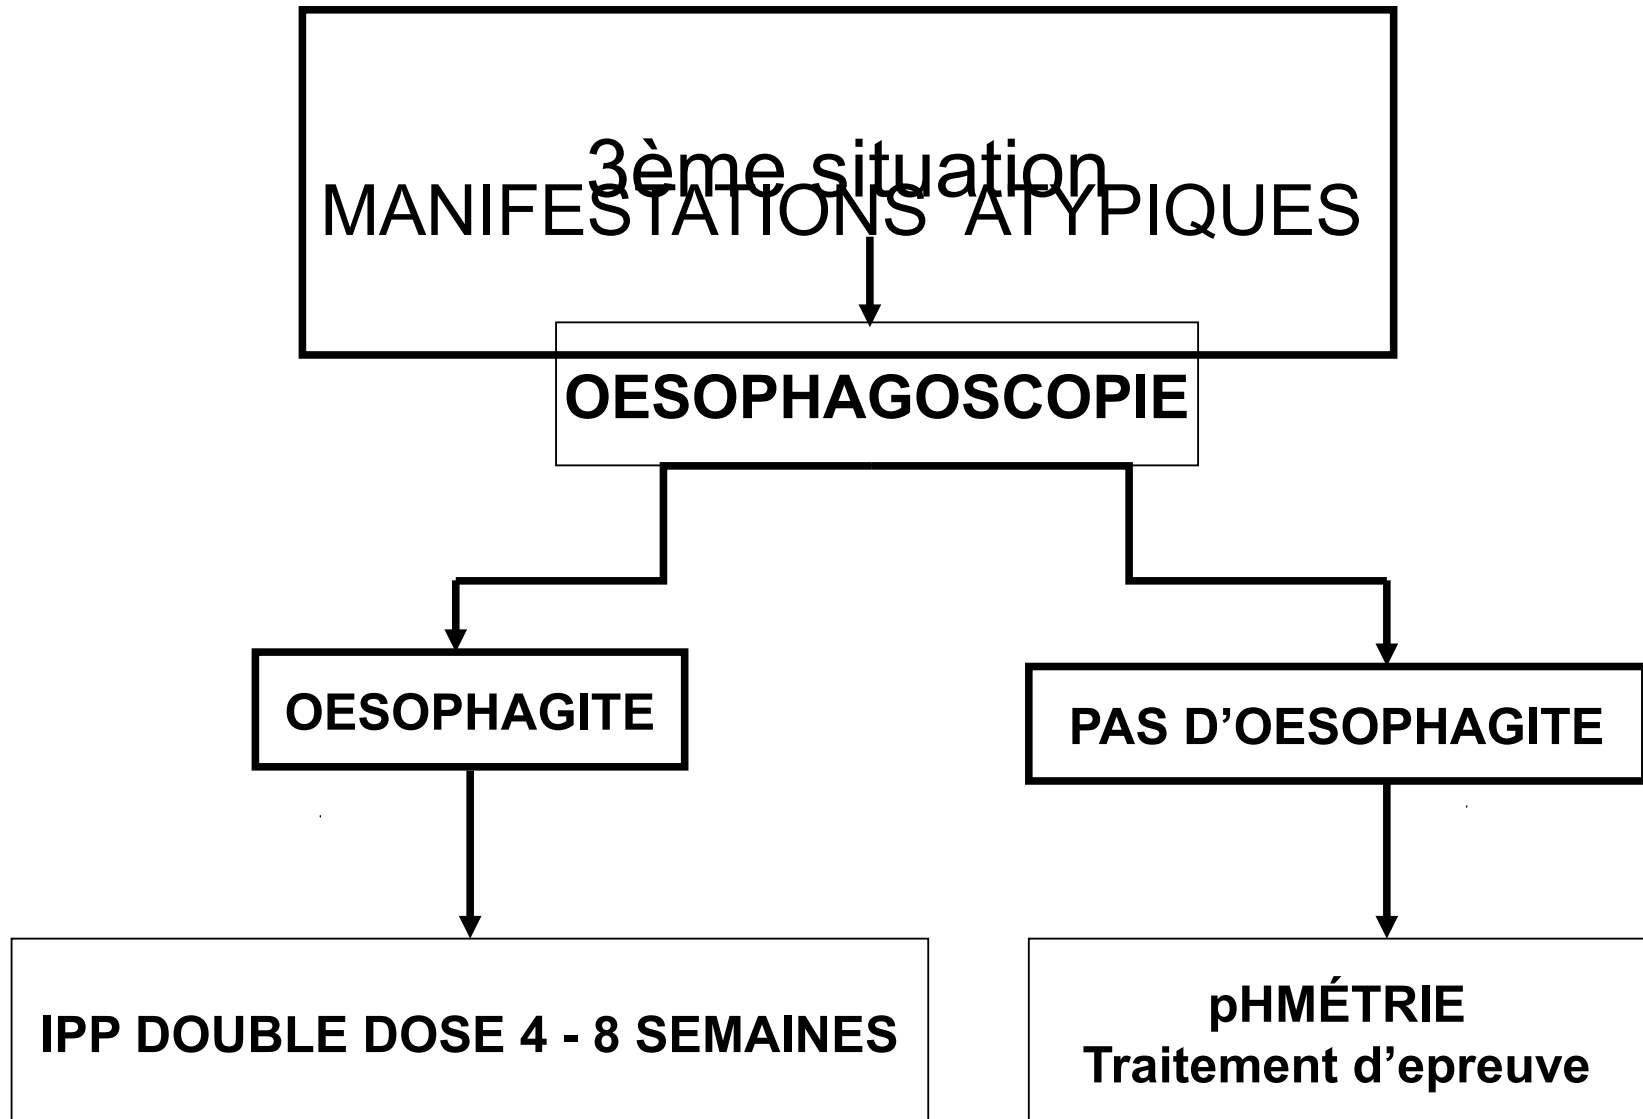 3ème situation
MANIFESTATIONS ATYPIQUES
OESOPHAGOSCOPIE
OESOPHAGITE
PAS D’OESOPHAGITE
IPP DOUBLE DOSE 4 - 8 SEMAINES
pHMÉTRIE
Traitement d’epreuve